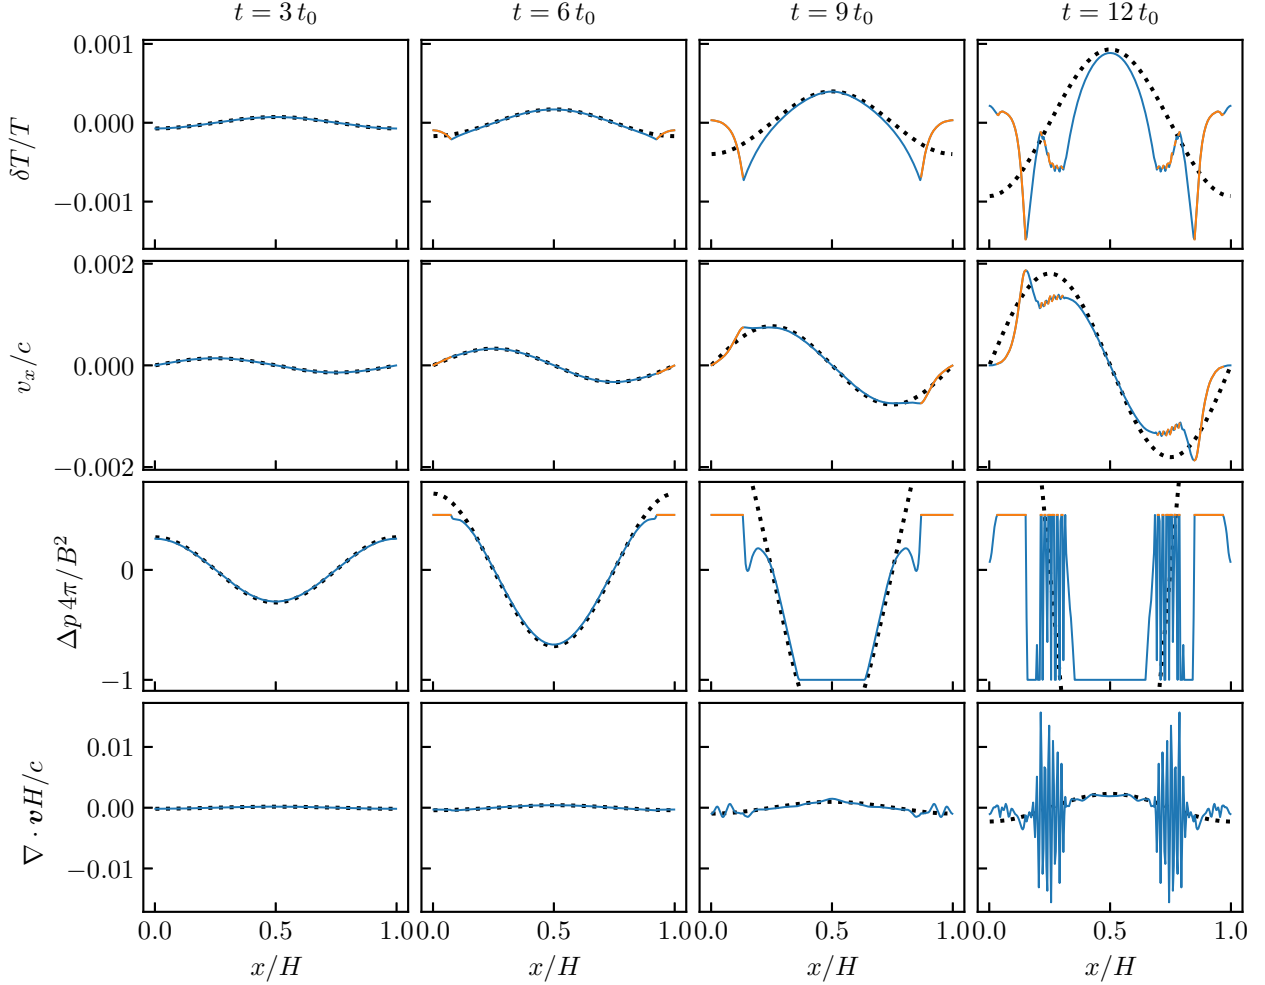 t = 3 t₀ t = 6 t₀ t = 9 t₀ t = 12 t₀
δT/T
0.001
0.000
−0.001
v_x/c
0.002
0.000
−0.002
Δp 4π/B²
0
−1
∇ · v H/c
0.01
0.00
−0.01
0.0 0.5 1.0 0.0 0.5 1.0 0.0 0.5 1.0 0.0 0.5 1.0
x/H x/H x/H x/H